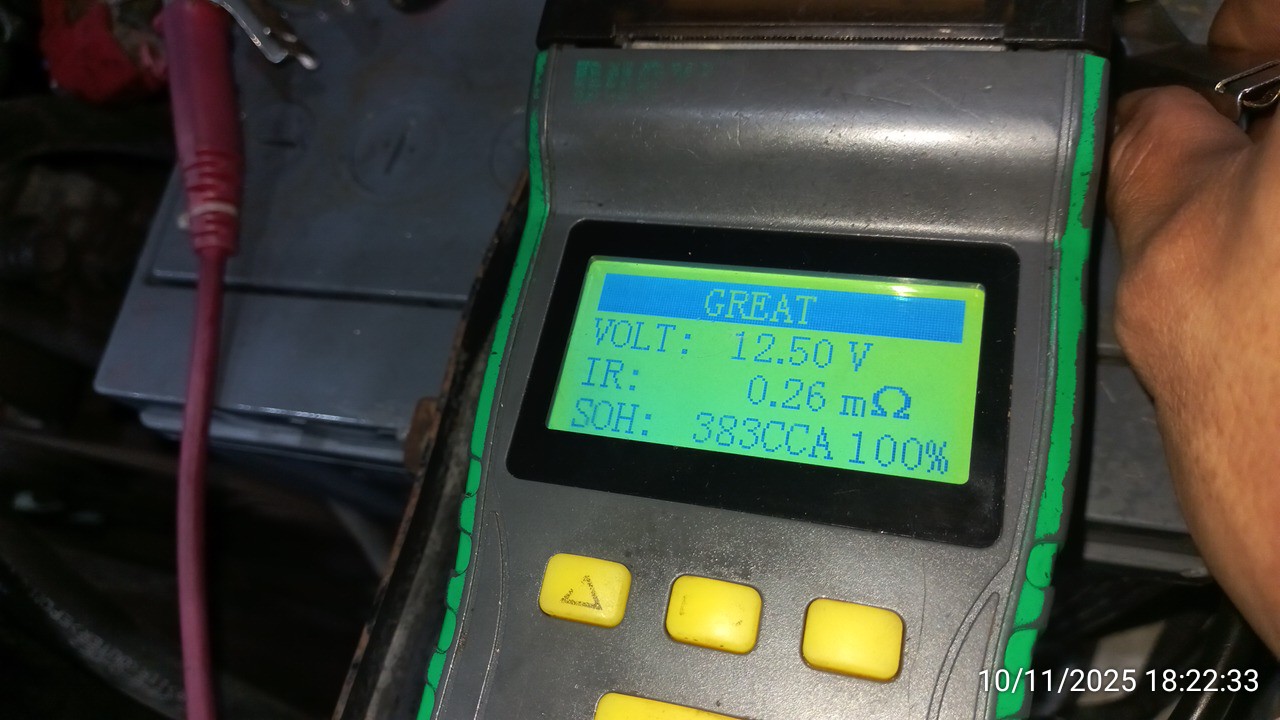 GREAT
VOLT: 12.50 V
IR: 0.26 mΩ
SOH: 383CCA 100%
10/11/2025 18:22:33